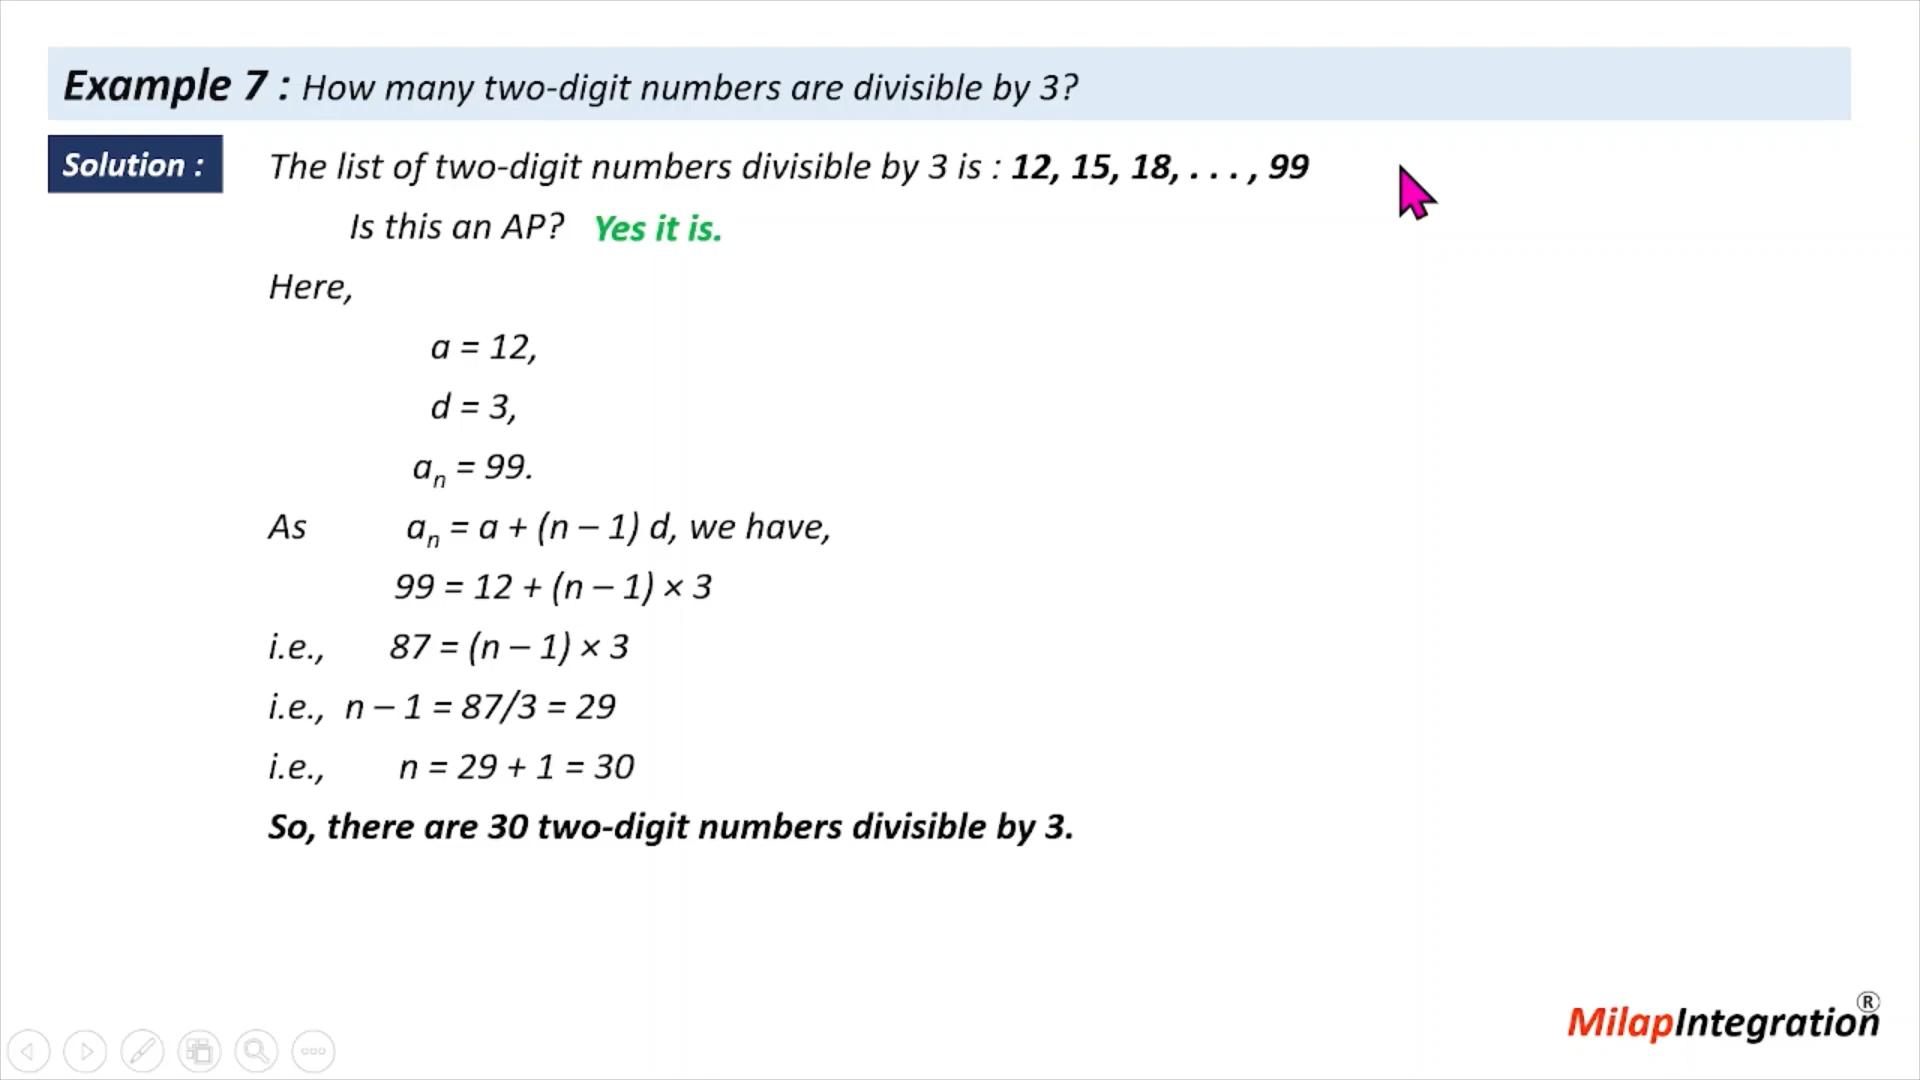 Example 7 : How many two-digit numbers are divisible by 3?
Solution : The list of two-digit numbers divisible by 3 is : 12, 15, 18, . . . , 99
Is this an AP? Yes it is.
Here,
a = 12,
d = 3,
aₙ = 99.
As aₙ = a + (n – 1) d, we have,
99 = 12 + (n – 1) × 3
i.e., 87 = (n – 1) × 3
i.e., n – 1 = 87/3 = 29
i.e., n = 29 + 1 = 30
So, there are 30 two-digit numbers divisible by 3.
MilapIntegration®